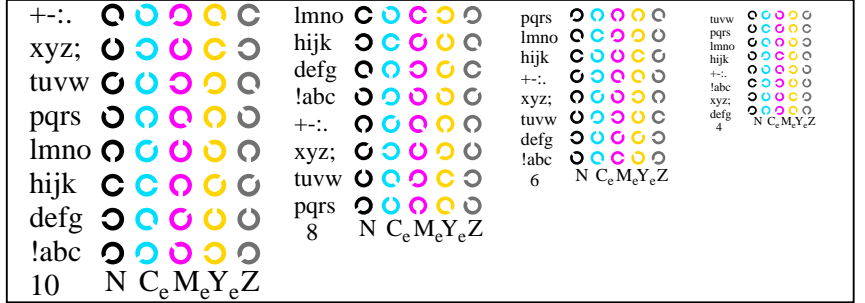 +-:.
xyz;
tuvw
pqrs
lmno
hijk
defg
!abc
10 N CeMeYeZ
lmno
hijk
defg
!abc
+-:.
xyz;
tuvw
pqrs
8 N CeMeYeZ
pqrs
lmno
hijk
+-:.
xyz;
tuvw
defg
!abc
6 N CeMeYeZ
tuvw
pqrs
lmno
hijk
+-:.
!abc
xyz;
defg N CeMeYeZ
4